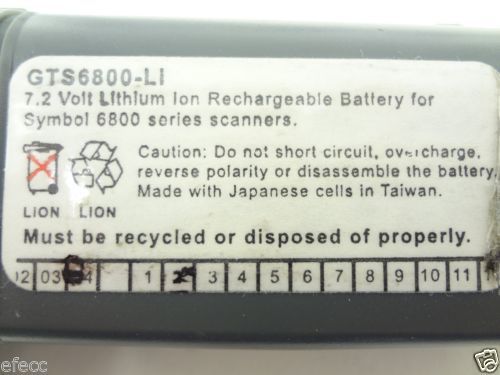 GTS6800-LI
7.2 Volt Lithium Ion Rechargeable Battery for
Symbol 6800 series scanners.
Caution: Do not short circuit, overcharge,
reverse polarity or disassemble the battery.
Made with Japanese cells in Taiwan.
LION LION
Must be recycled or disposed of properly.
02 03 04 1 2 3 4 5 6 7 8 9 10 11
efecc